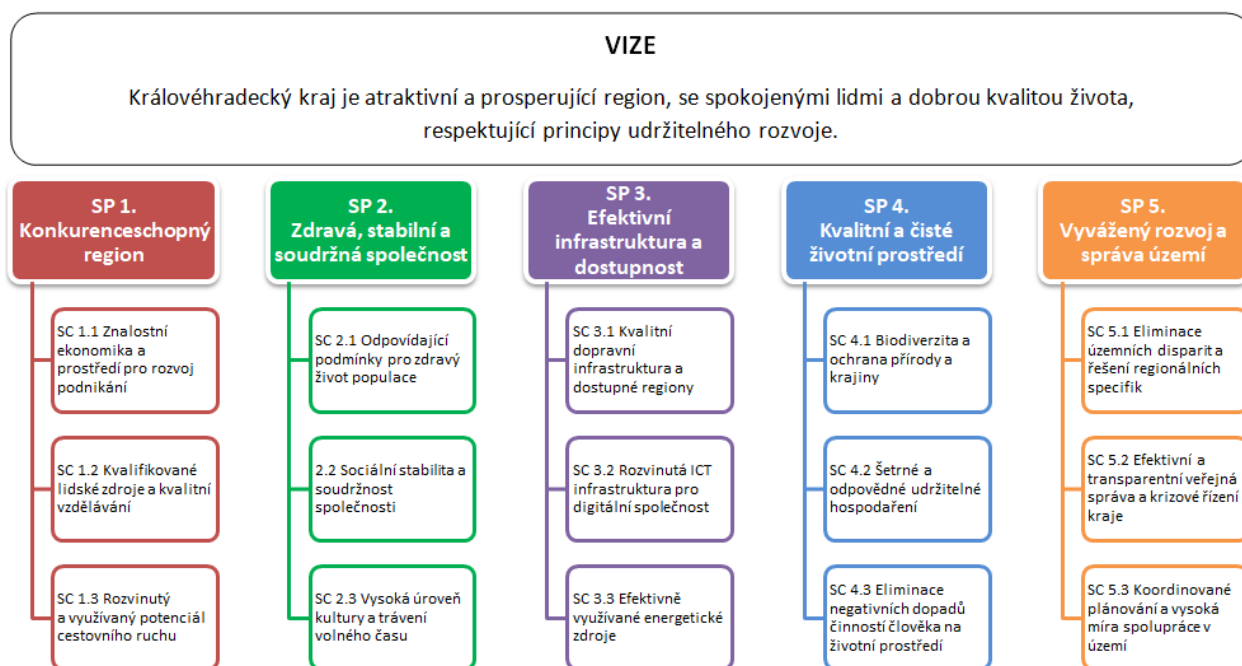 VIZE
Královéhradecký kraj je atraktivní a prosperující region, se spokojenými lidmi a dobrou kvalitou života,
respektující principy udržitelného rozvoje.
SP 1.
Konkurenceschopný
region
SC 1.1 Znalostní
ekonomika a
prostředí pro rozvoj
podnikání
SC 1.2 Kvalifikované
lidské zdroje a kvalitní
vzdělávání
SC 1.3 Rozvinutý
a využívaný potenciál
cestovního ruchu
SP 2.
Zdravá, stabilní a
soudržná společnost
SC 2.1 Odpovídající
podmínky pro zdravý
život populace
2.2 Sociální stabilita a
soudržnost
společnosti
SC 2.3 Vysoká úroveň
kultury a trávení
volného času
SP 3.
Efektivní
infrastruktura a
dostupnost
SC 3.1 Kvalitní
dopravní
infrastruktura a
dostupné regiony
SC 3.2 Rozvinutá ICT
infrastruktura pro
digitální společnost
SC 3.3 Efektivně
využívané energetické
zdroje
SP 4.
Kvalitní a čisté
životní prostředí
SC 4.1 Biodiverzita a
ochrana přírody a
krajiny
SC 4.2 Šetrné a
odpovědné udržitelné
hospodaření
SC 4.3 Eliminace
negativních dopadů
činností člověka na
životní prostředí
SP 5.
Vyvážený rozvoj a
správa území
SC 5.1 Eliminace
územních disparit a
řešení regionálních
specifik
SC 5.2 Efektivní a
transparentní veřejná
správa a krizové řízení
kraje
SC 5.3 Koordinované
plánování a vysoká
míra spolupráce v
území